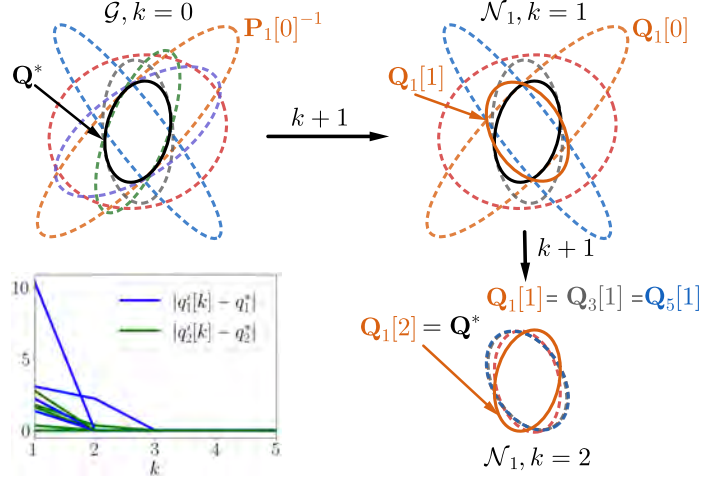 𝒢, k = 0
P₁[0]⁻¹
Q*
k + 1
𝒩₁, k = 1
Q₁[0]
Q₁[1]
k + 1
Q₁[1] = Q₃[1] = Q₅[1]
Q₁[2] = Q*
𝒩₁, k = 2
10
5
0
|q₁ⁱ[k] − q₁*|
|q₂ⁱ[k] − q₂*|
1 2 3 4 5
k